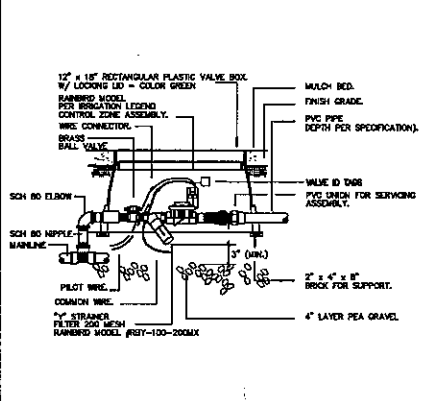 12" x 18" RECTANGULAR PLASTIC VALVE BOX.
W/ LOCKING LID - COLOR GREEN
RAINBIRD MODEL
PER IRRIGATION LEGEND
CONTROL ZONE ASSEMBLY.
WIRE CONNECTOR.
BRASS
BALL VALVE
SCH 80 ELBOW
SCH 80 NIPPLE
MAINLINE
PILOT WIRE.
COMMON WIRE.
"Y" STRAINER
FILTER 200 MESH
RAINBIRD MODEL #RBY-100-200MX
MULCH BED.
FINISH GRADE.
PVC PIPE
DEPTH PER SPECIFICATION).
VALVE ID TAGS
PVC UNION FOR SERVICING
ASSEMBLY.
3" (MIN.)
2" x 4" x 8"
BRICK FOR SUPPORT.
4" LAYER PEA GRAVEL